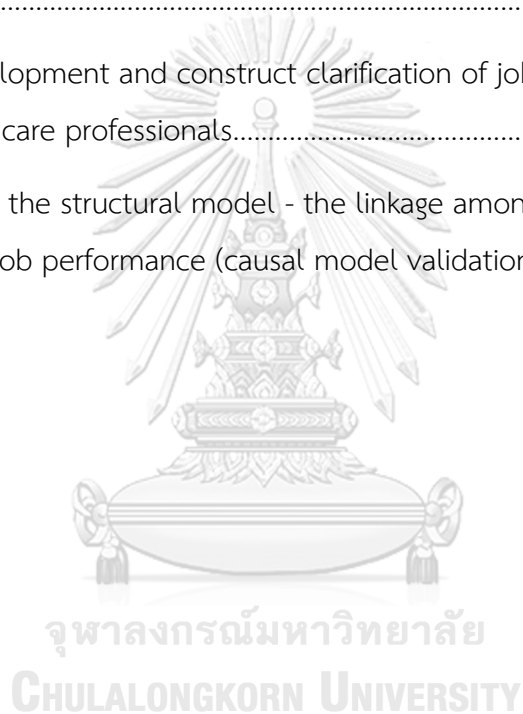 ................................................................................
lopment and construct clarification of jo
care professionals..............................................
the structural model - the linkage amon
ob performance (causal model validation
จุฬาลงกรณ์มหาวิทยาลัย
CHULALONGKORN UNIVERSITY